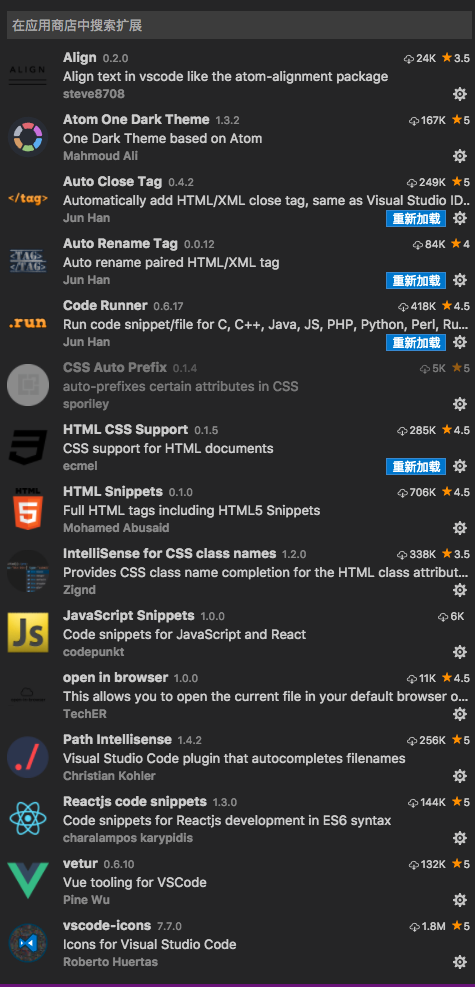 在应用商店中搜索扩展
ALIGN
Align 0.2.0 24K 3.5
Align text in vscode like the atom-alignment package
steve8708
Atom One Dark Theme 1.3.2 167K 5
One Dark Theme based on Atom
Mahmoud Ali
</tag>
Auto Close Tag 0.4.2 249K 5
Automatically add HTML/XML close tag, same as Visual Studio ID...
Jun Han 重新加载
<TAG>
</TAG>
Auto Rename Tag 0.0.12 84K 4
Auto rename paired HTML/XML tag
Jun Han 重新加载
.run
Code Runner 0.6.17 418K 4.5
Run code snippet/file for C, C++, Java, JS, PHP, Python, Perl, Ru...
Jun Han 重新加载
CSS Auto Prefix 0.1.4 5K 5
auto-prefixes certain attributes in CSS
sporiley
HTML CSS Support 0.1.5 285K 4.5
CSS support for HTML documents
ecmel 重新加载
HTML
5
HTML Snippets 0.1.0 706K 4.5
Full HTML tags including HTML5 Snippets
Mohamed Abusaid
IntelliSense for CSS class names 1.2.0 338K 3.5
Provides CSS class name completion for the HTML class attribut...
Zignd
Js
JavaScript Snippets 1.0.0 6K
Code snippets for JavaScript and React
codepunkt
open in browser 1.0.0 11K 4.5
This allows you to open the current file in your default browser o...
TechER
./
Path Intellisense 1.4.2 256K 5
Visual Studio Code plugin that autocompletes filenames
Christian Kohler
Reactjs code snippets 1.3.0 144K 5
Code snippets for Reactjs development in ES6 syntax
charalampos karypidis
vetur 0.6.10 132K 5
Vue tooling for VSCode
Pine Wu
vscode-icons 7.7.0 1.8M 5
Icons for Visual Studio Code
Roberto Huertas